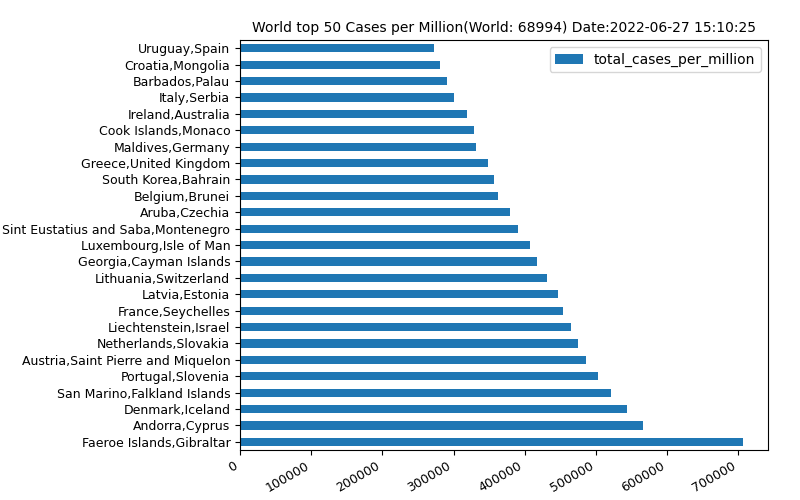 World top 50 Cases per Million(World: 68994) Date:2022-06-27 15:10:25
total_cases_per_million
Uruguay,Spain
Croatia,Mongolia
Barbados,Palau
Italy,Serbia
Ireland,Australia
Cook Islands,Monaco
Maldives,Germany
Greece,United Kingdom
South Korea,Bahrain
Belgium,Brunei
Aruba,Czechia
Sint Eustatius and Saba,Montenegro
Luxembourg,Isle of Man
Georgia,Cayman Islands
Lithuania,Switzerland
Latvia,Estonia
France,Seychelles
Liechtenstein,Israel
Netherlands,Slovakia
Austria,Saint Pierre and Miquelon
Portugal,Slovenia
San Marino,Falkland Islands
Denmark,Iceland
Andorra,Cyprus
Faeroe Islands,Gibraltar
0 100000 200000 300000 400000 500000 600000 700000